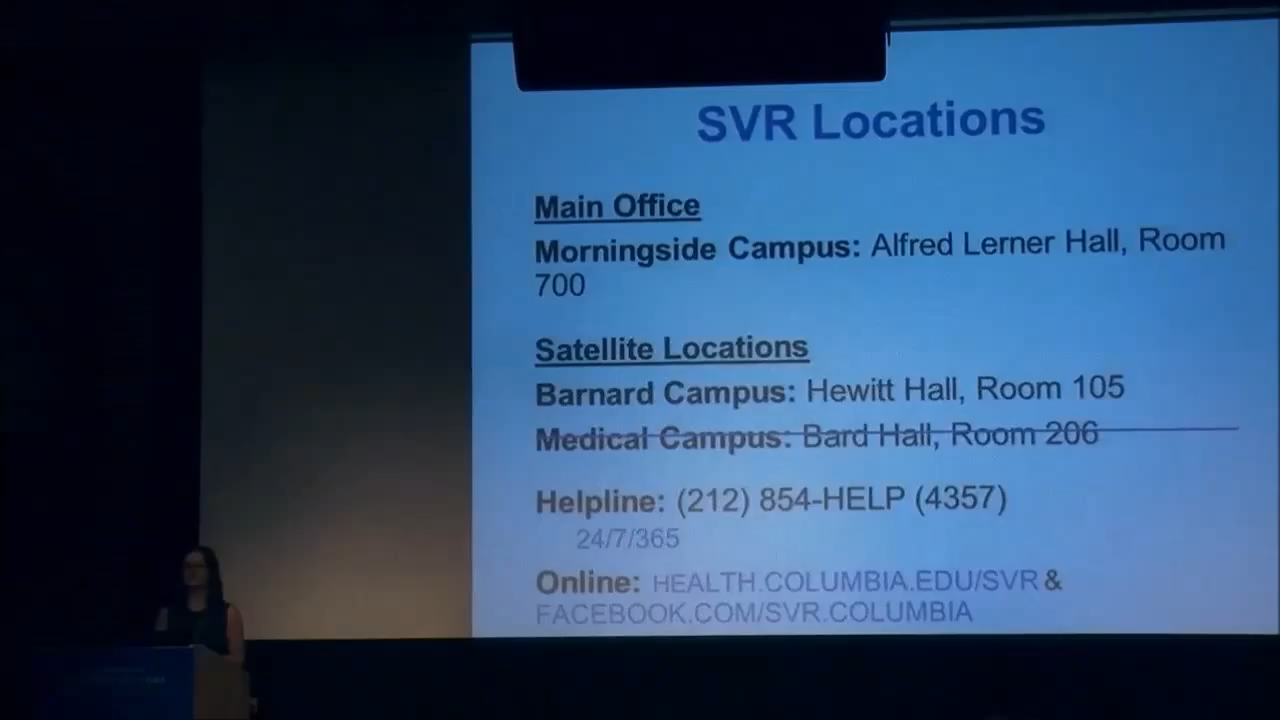 SVR Locations
Main Office
Morningside Campus: Alfred Lerner Hall, Room
700
Satellite Locations
Barnard Campus: Hewitt Hall, Room 105
Medical Campus: Bard Hall, Room 206
Helpline: (212) 854-HELP (4357)
24/7/365
Online: HEALTH.COLUMBIA.EDU/SVR &
FACEBOOK.COM/SVR.COLUMBIA